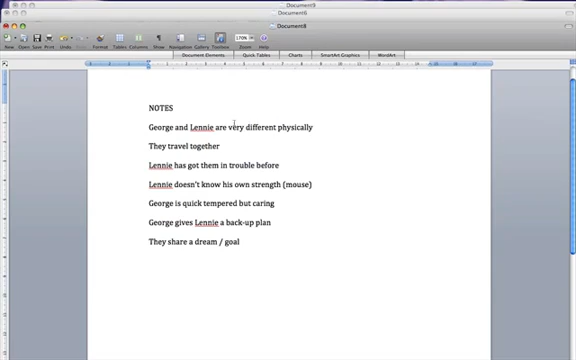 Document9
Document8
Document8
New Open Save Print Undo Redo Format Tables Columns Show Navigation Gallery Toolbox Zoom Help
170%
Document Elements Quick Tables Charts SmartArt Graphics WordArt
NOTES
George and Lennie are very different physically
They travel together
Lennie has got them in trouble before
Lennie doesn't know his own strength (mouse)
George is quick tempered but caring
George gives Lennie a back-up plan
They share a dream / goal